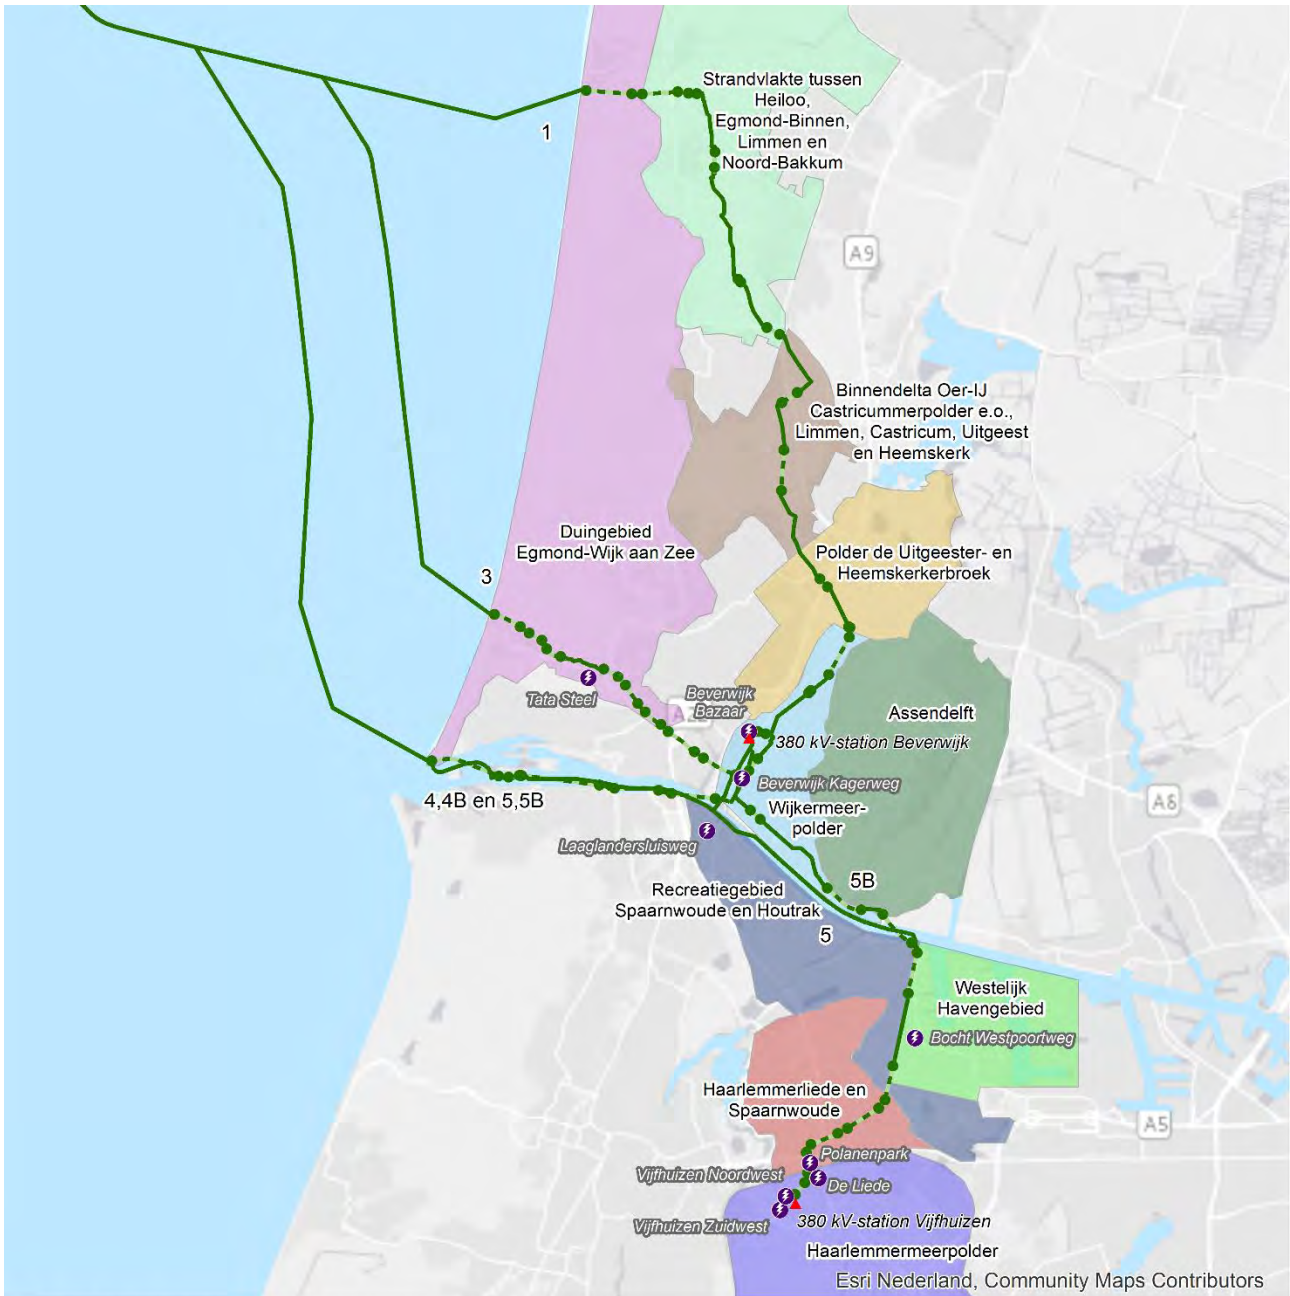 Strandvlakte tussen
Heiloo,
Egmond-Binnen,
Limmen en
Noord-Bakkum
1
A9
Binnendelta Oer-IJ
Castricummerpolder e.o.,
Limmen, Castricum, Uitgeest
en Heemskerk
Duingebied
Egmond-Wijk aan Zee
Polder de Uitgeester- en
Heemskerkerbroek
3
Tata Steel
Beverwijk
Bazaar
Assendelft
380 kV-station Beverwijk
Beverwijk Kagerweg
4,4B en 5,5B
Wijkermeer-
polder
A8
Laaglandersluisweg
5B
Recreatiegebied
Spaarnwoude en Houtrak
5
Westelijk
Havengebied
Bocht Westpoortweg
Haarlemmerliede en
Spaarnwoude
A5
Polanenpark
Vijfhuizen Noordwest
De Liede
Vijfhuizen Zuidwest
380 kV-station Vijfhuizen
Haarlemmermeerpolder
Esri Nederland, Community Maps Contributors